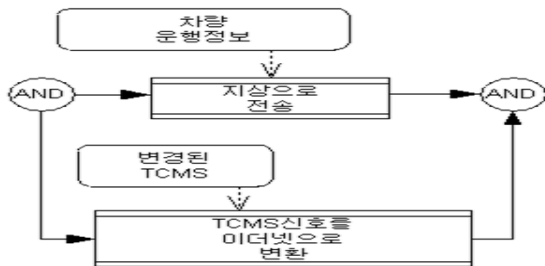 차량
운행정보
AND
지상으로
전송
AND
변경된
TCMS
TCMS신호를
이더넷으로
변환